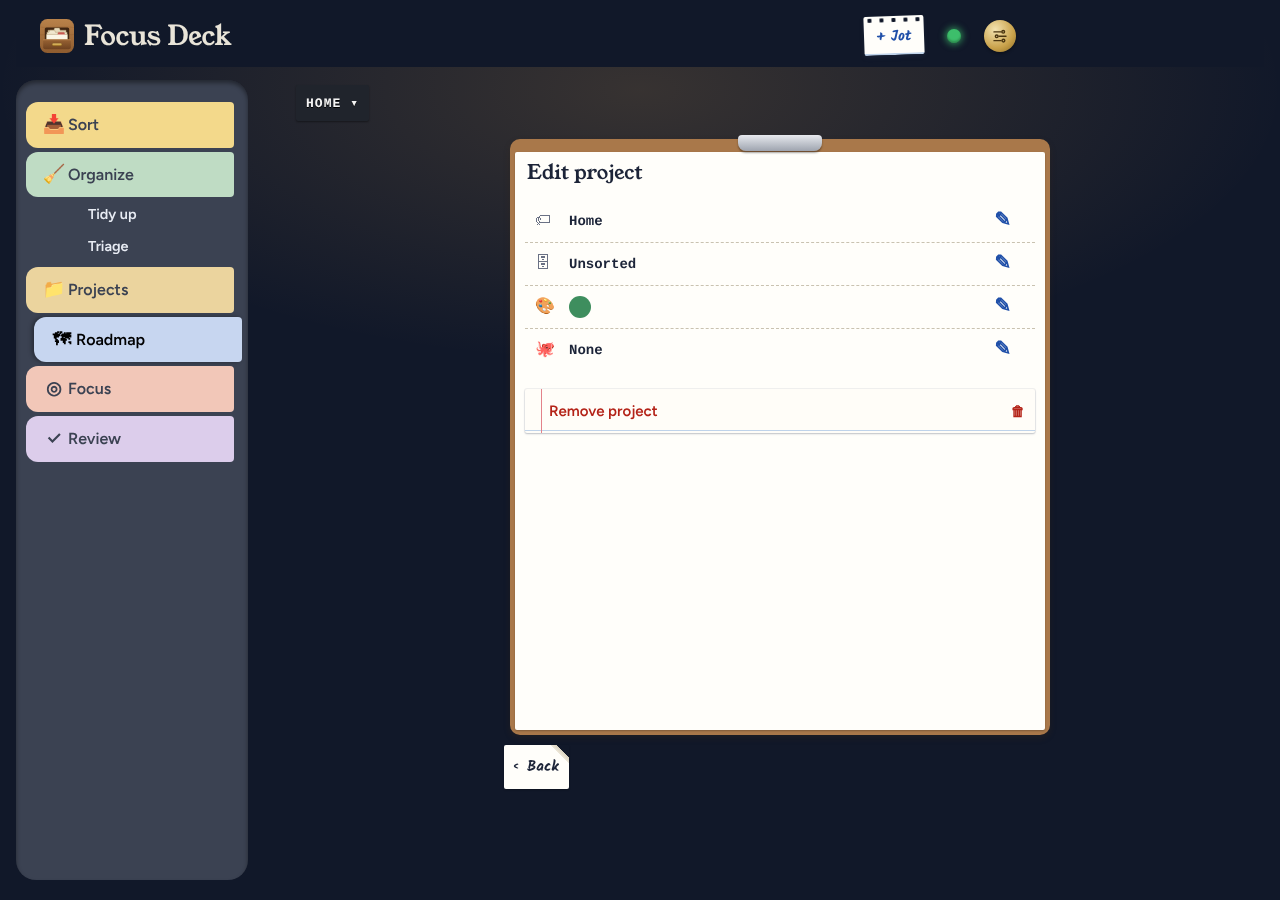 Focus Deck
+ Jot
Sort
Organize
Tidy up
Triage
Projects
Roadmap
Focus
Review
HOME ▾
Edit project
Home
Unsorted
None
Remove project
< Back